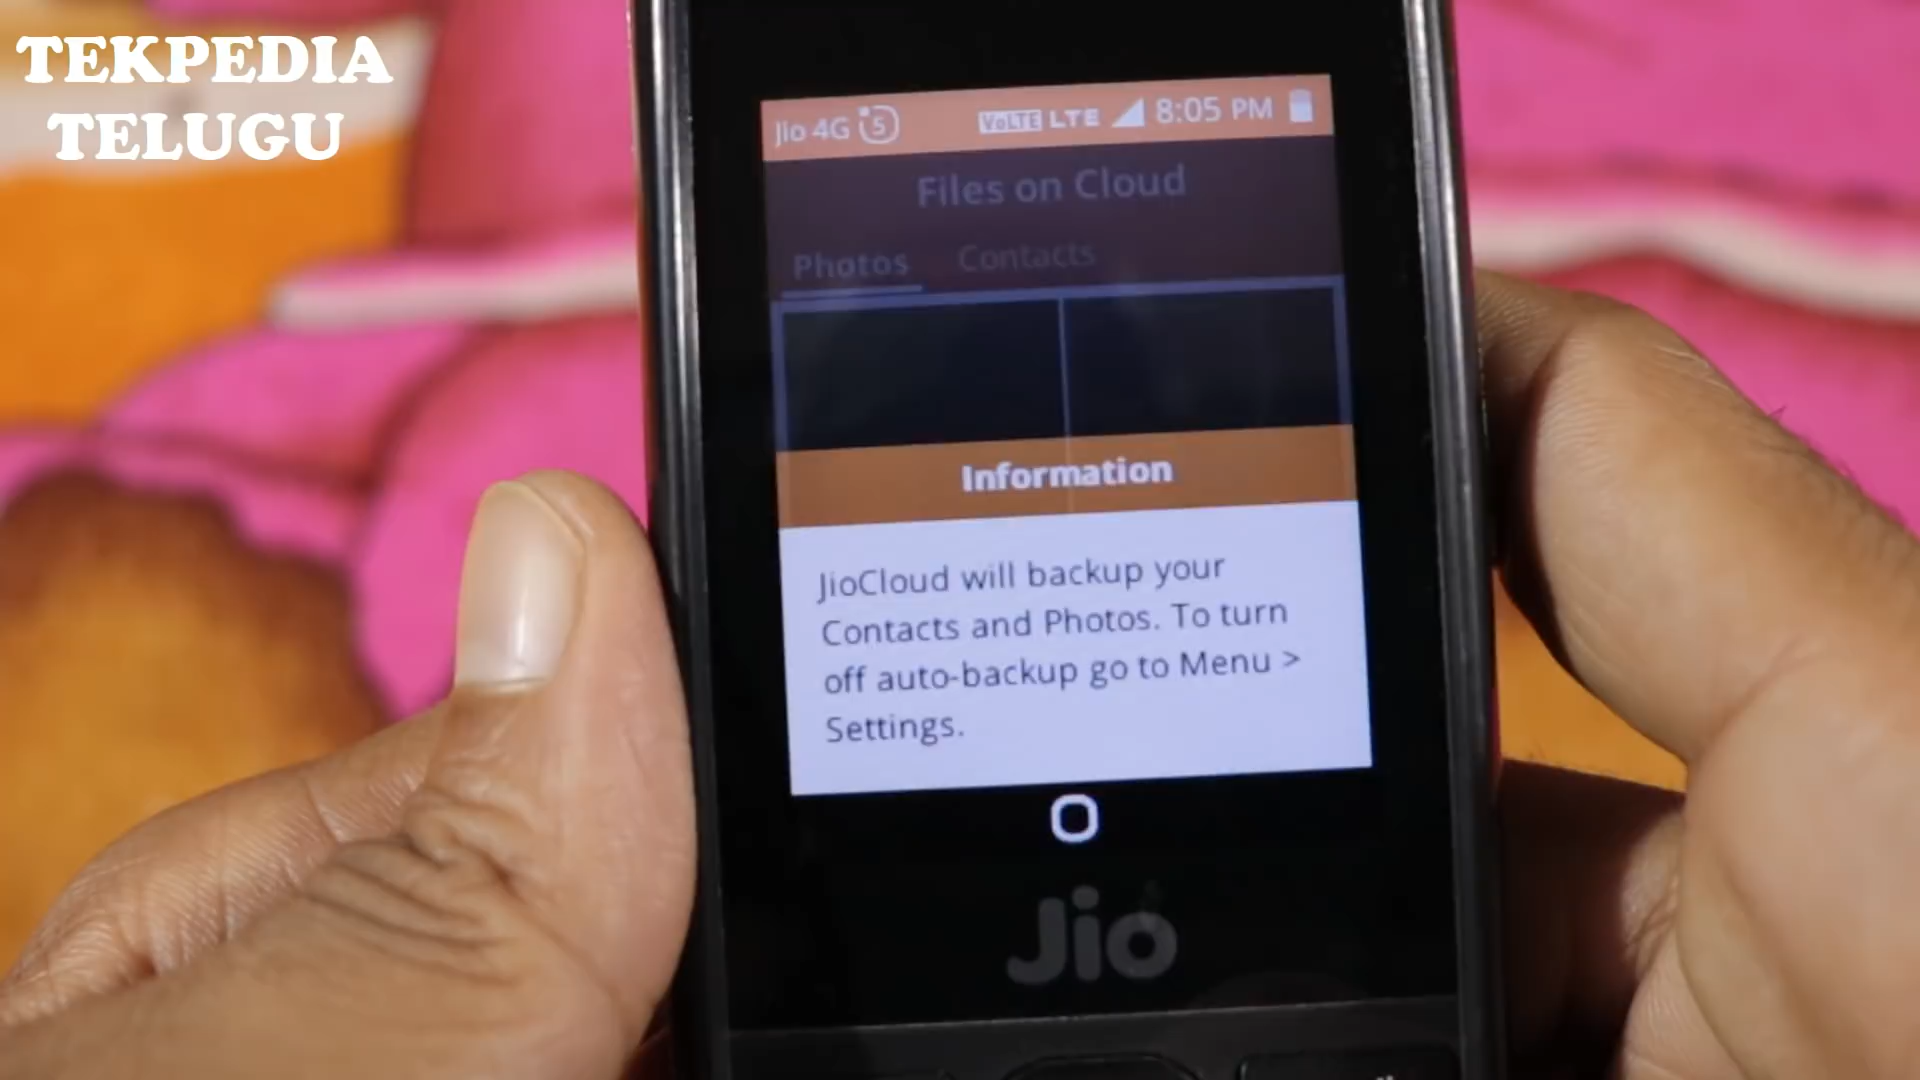 TEKPEDIA
TELUGU
Jio 4G 5 VoLTE LTE 8:05 PM
Files on Cloud
Photos Contacts
Information
JioCloud will backup your
Contacts and Photos. To turn
off auto-backup go to Menu >
Settings.
Jio